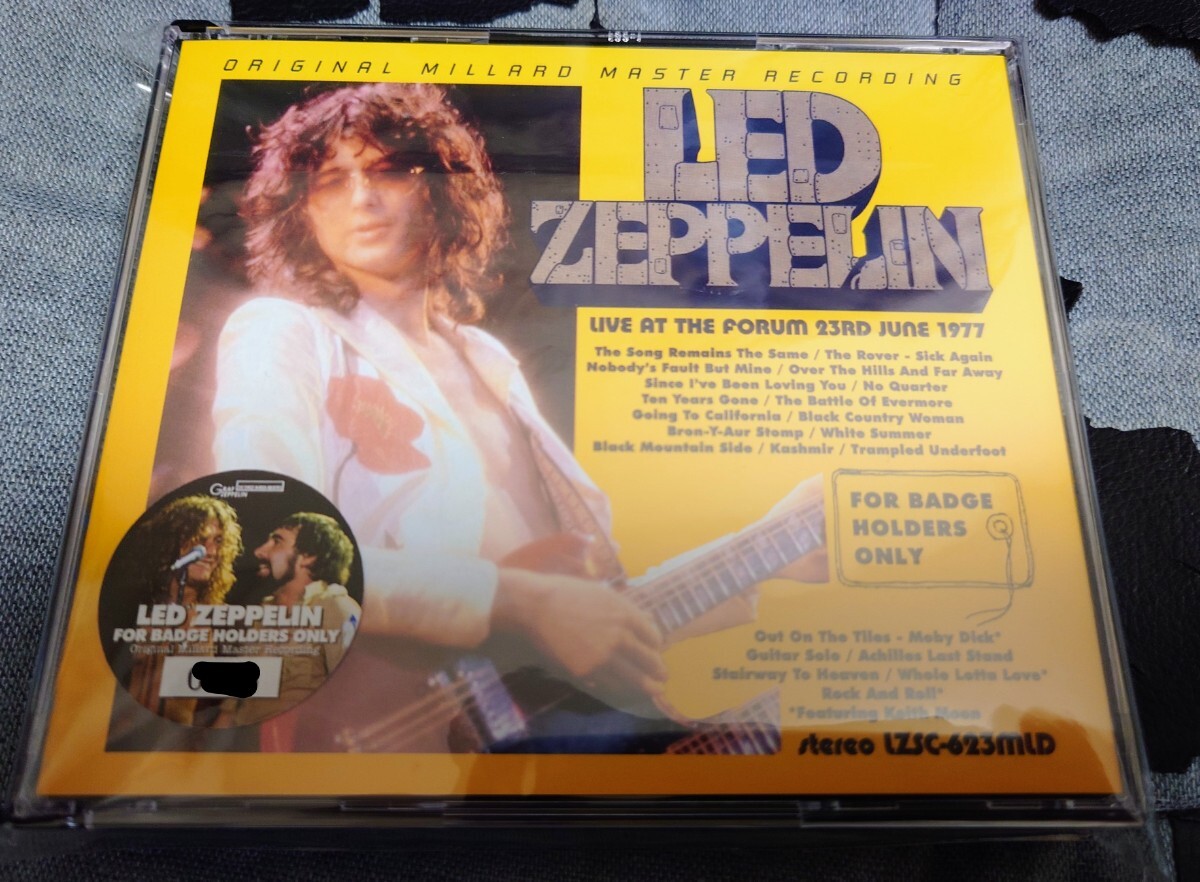 ORIGINAL MILLARD MASTER RECORDING
LED
ZEPPELIN
LIVE AT THE FORUM 23RD JUNE 1977
The Song Remains The Same / The Rover - Sick Again
Nobody's Fault But Mine / Over The Hills And Far Away
Since I've Been Loving You / No Quarter
Ten Years Gone / The Battle Of Evermore
Going To California / Black Country Woman
Bron-Y-Aur Stomp / White Summer
Black Mountain Side / Kashmir / Trampled Underfoot
FOR BADGE
HOLDERS
ONLY
Out On The Tiles - Moby Dick*
Guitar Solo / Achilles Last Stand
Stairway To Heaven / Whole Lotta Love*
Rock And Roll*
*Featuring Keith Moon
stereo LZSC-623MLD
GRAF
ZEPPELIN
LED ZEPPELIN
FOR BADGE HOLDERS ONLY
Original Millard Master Recording